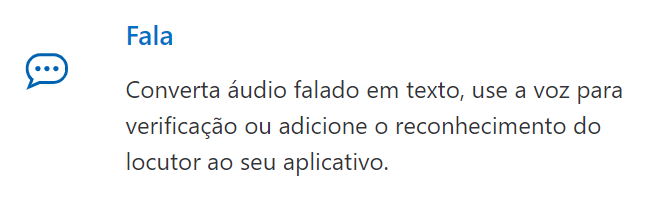 Fala
Converta áudio falado em texto, use a voz para
verificação ou adicione o reconhecimento do
locutor ao seu aplicativo.